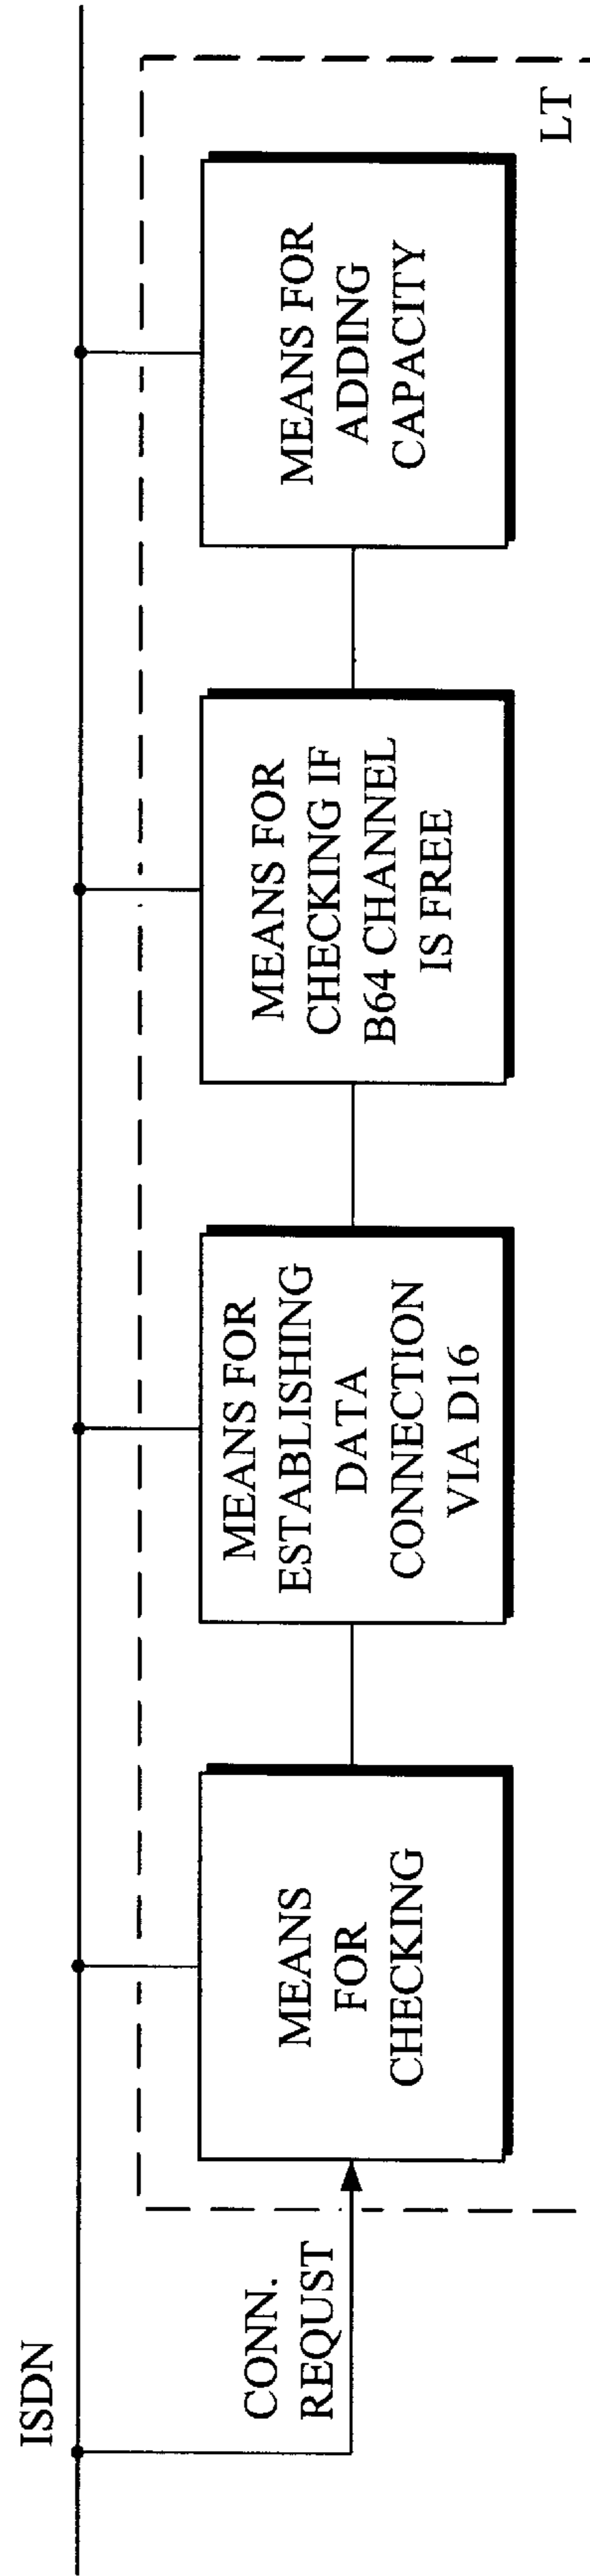 ISDN
CONN.
REQUST
MEANS
FOR
CHECKING
MEANS FOR
ESTABLISHING
DATA
CONNECTION
VIA D16
MEANS FOR
CHECKING IF
B64 CHANNEL
IS FREE
MEANS FOR
ADDING
CAPACITY
LT